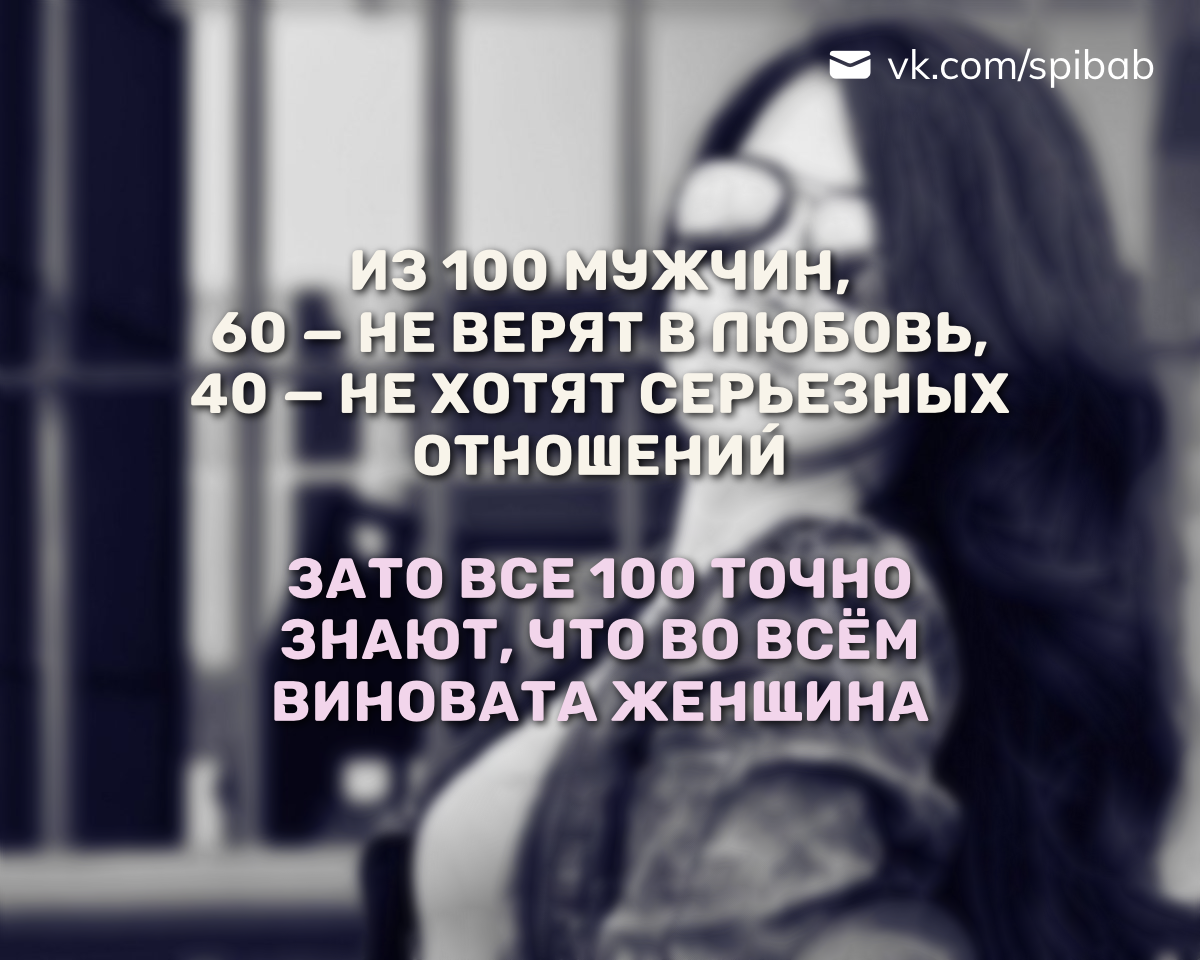 vk.com/spibab
ИЗ 100 МУЖЧИН,
60 — НЕ ВЕРЯТ В ЛЮБОВЬ,
40 — НЕ ХОТЯТ СЕРЬЕЗНЫХ
ОТНОШЕНИЙ
ЗАТО ВСЕ 100 ТОЧНО
ЗНАЮТ, ЧТО ВО ВСЁМ
ВИНОВАТА ЖЕНЩИНА